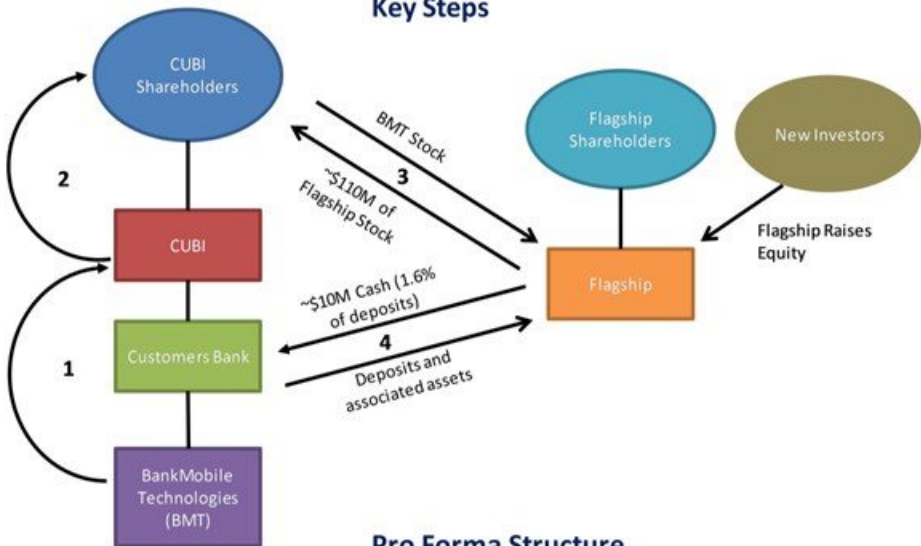 Key Steps
CUBI
Shareholders
Flagship
Shareholders
New Investors
BMT Stock
3
~$110M of
Flagship Stock
2
CUBI
Flagship Raises
Equity
Flagship
~$10M Cash (1.6%
of deposits)
4
Deposits and
associated assets
Customers Bank
1
BankMobile
Technologies
(BMT)
Pro Forma Structure